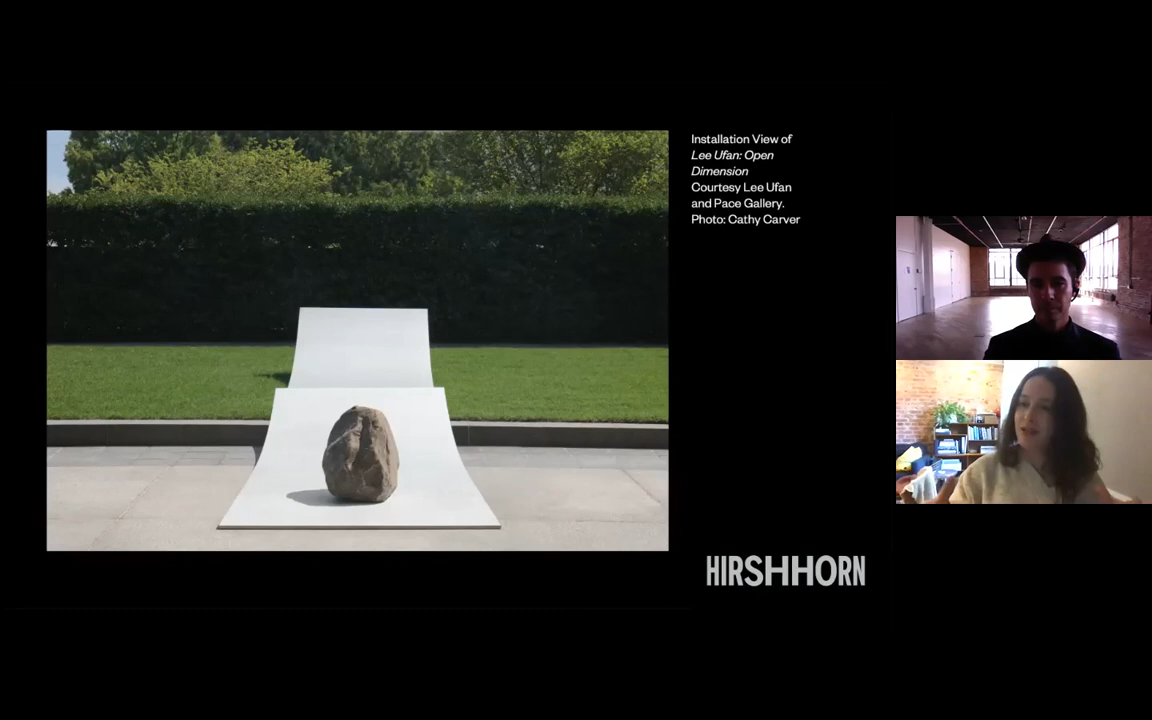 Installation View of
Lee Ufan: Open
Dimension
Courtesy Lee Ufan
and Pace Gallery.
Photo: Cathy Carver
HIRSHHORN